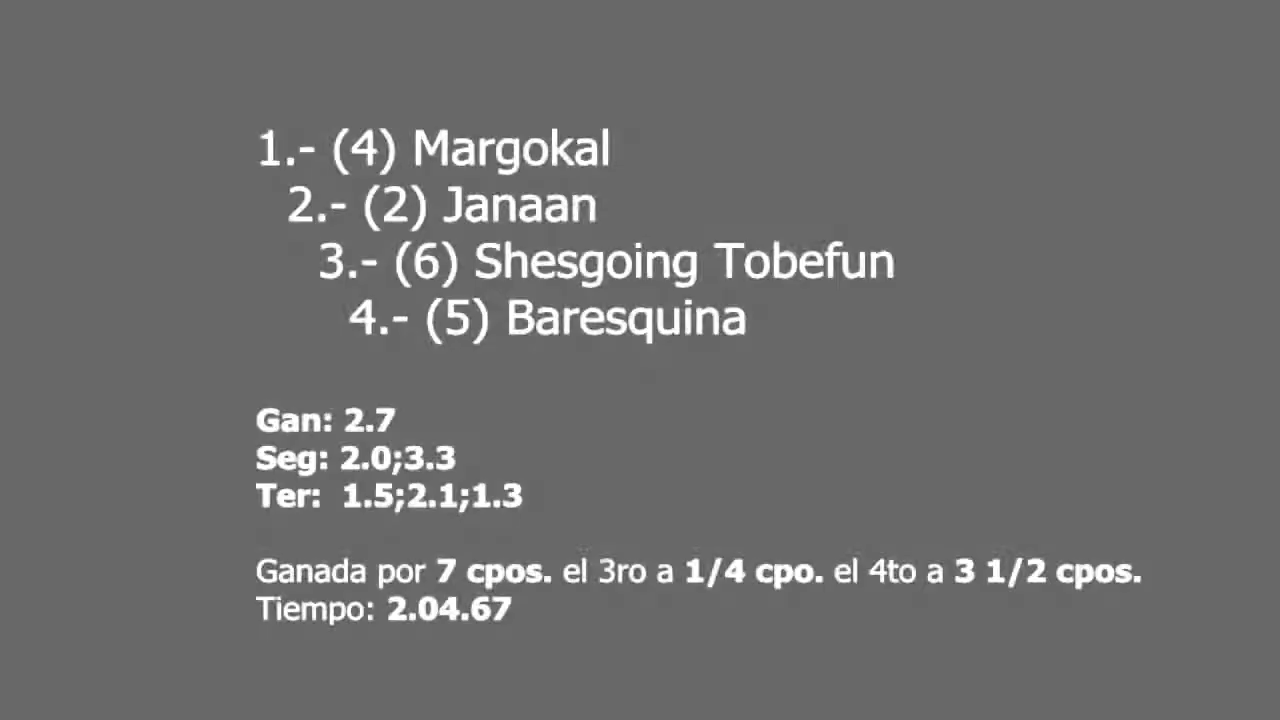 1.- (4) Margokal
2.- (2) Janaan
3.- (6) Shesgoing Tobefun
4.- (5) Baresquina
Gan: 2.7
Seg: 2.0;3.3
Ter: 1.5;2.1;1.3
Ganada por 7 cpos. el 3ro a 1/4 cpo. el 4to a 3 1/2 cpos.
Tiempo: 2.04.67